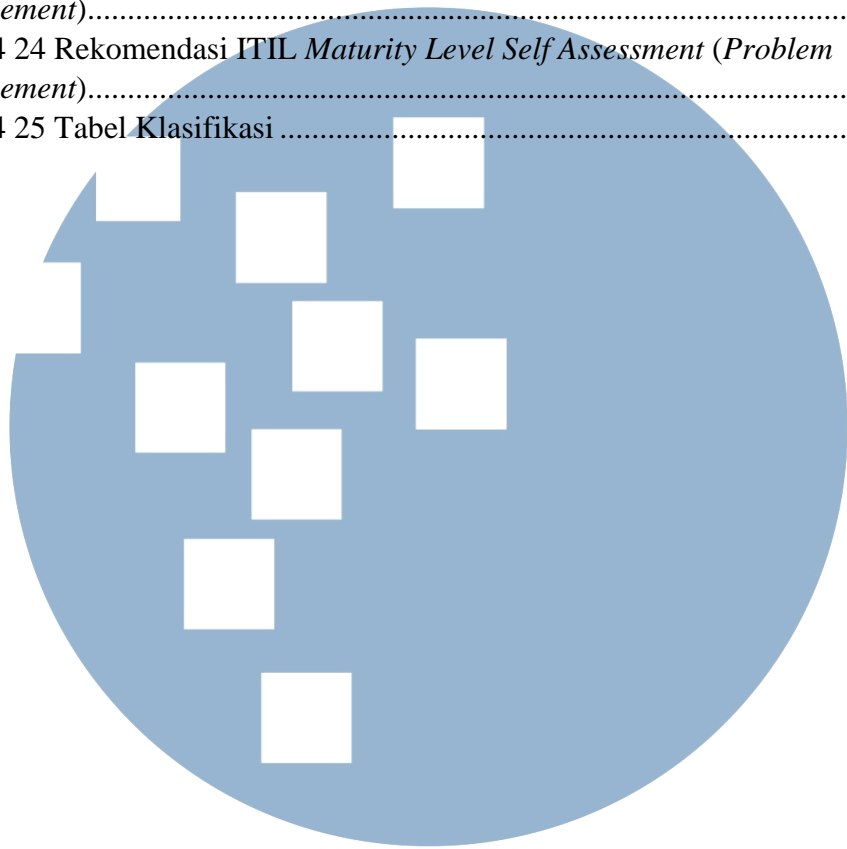 ement)....................................................................................................
4 24 Rekomendasi ITIL Maturity Level Self Assessment (Problem
ement)....................................................................................................
4 25 Tabel Klasifikasi ...........................................................................